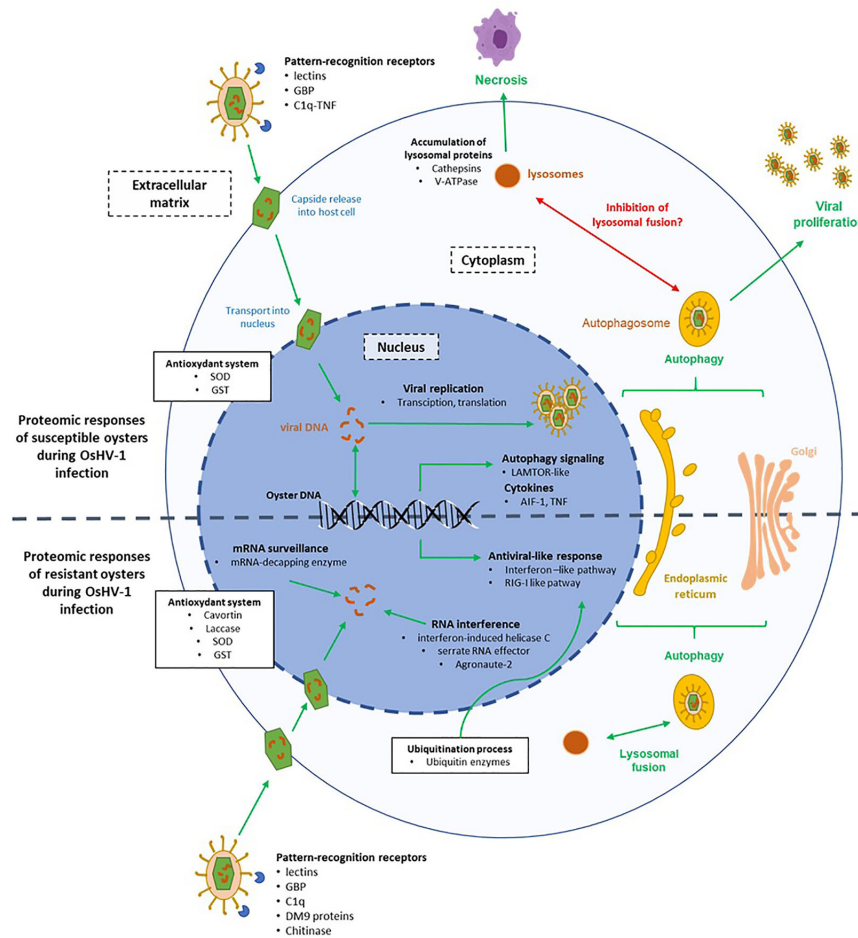 Pattern-recognition receptors
• lectins
• GBP
• C1q-TNF
Necrosis
Accumulation of
lysosomal proteins
• Cathepsins
• V-ATPase
lysosomes
Extracellular
matrix
Capside release
into host cell
Inhibition of
lysosomal fusion?
Viral
proliferatio
Cytoplasm
Transport into
nucleus
Autophagosome
Nucleus
Autophagy
Antioxydant system
• SOD
• GST
Viral replication
• Transciption, translation
Proteomic responses
of susceptible oysters
during OsHV-1
infection
viral DNA
Autophagy signaling
• LAMTOR-like
Cytokines
• AIF-1, TNF
Golgi
Oyster DNA
Proteomic responses
of resistant oysters
during OsHV-1
infection
mRNA surveillance
• mRNA-decapping enzyme
Antiviral-like response
• Interferon –like pathway
• RIG-I like patway
Endoplasmic
reticum
Antioxydant system
• Cavortin
• Laccase
• SOD
• GST
RNA interference
• interferon-induced helicase C
• serrate RNA effector
• Agronaute-2
Autophagy
Ubiquitination process
• Ubiquitin enzymes
Lysosomal
fusion
Pattern-recognition receptors
• lectins
• GBP
• C1q
• DM9 proteins
• Chitinase